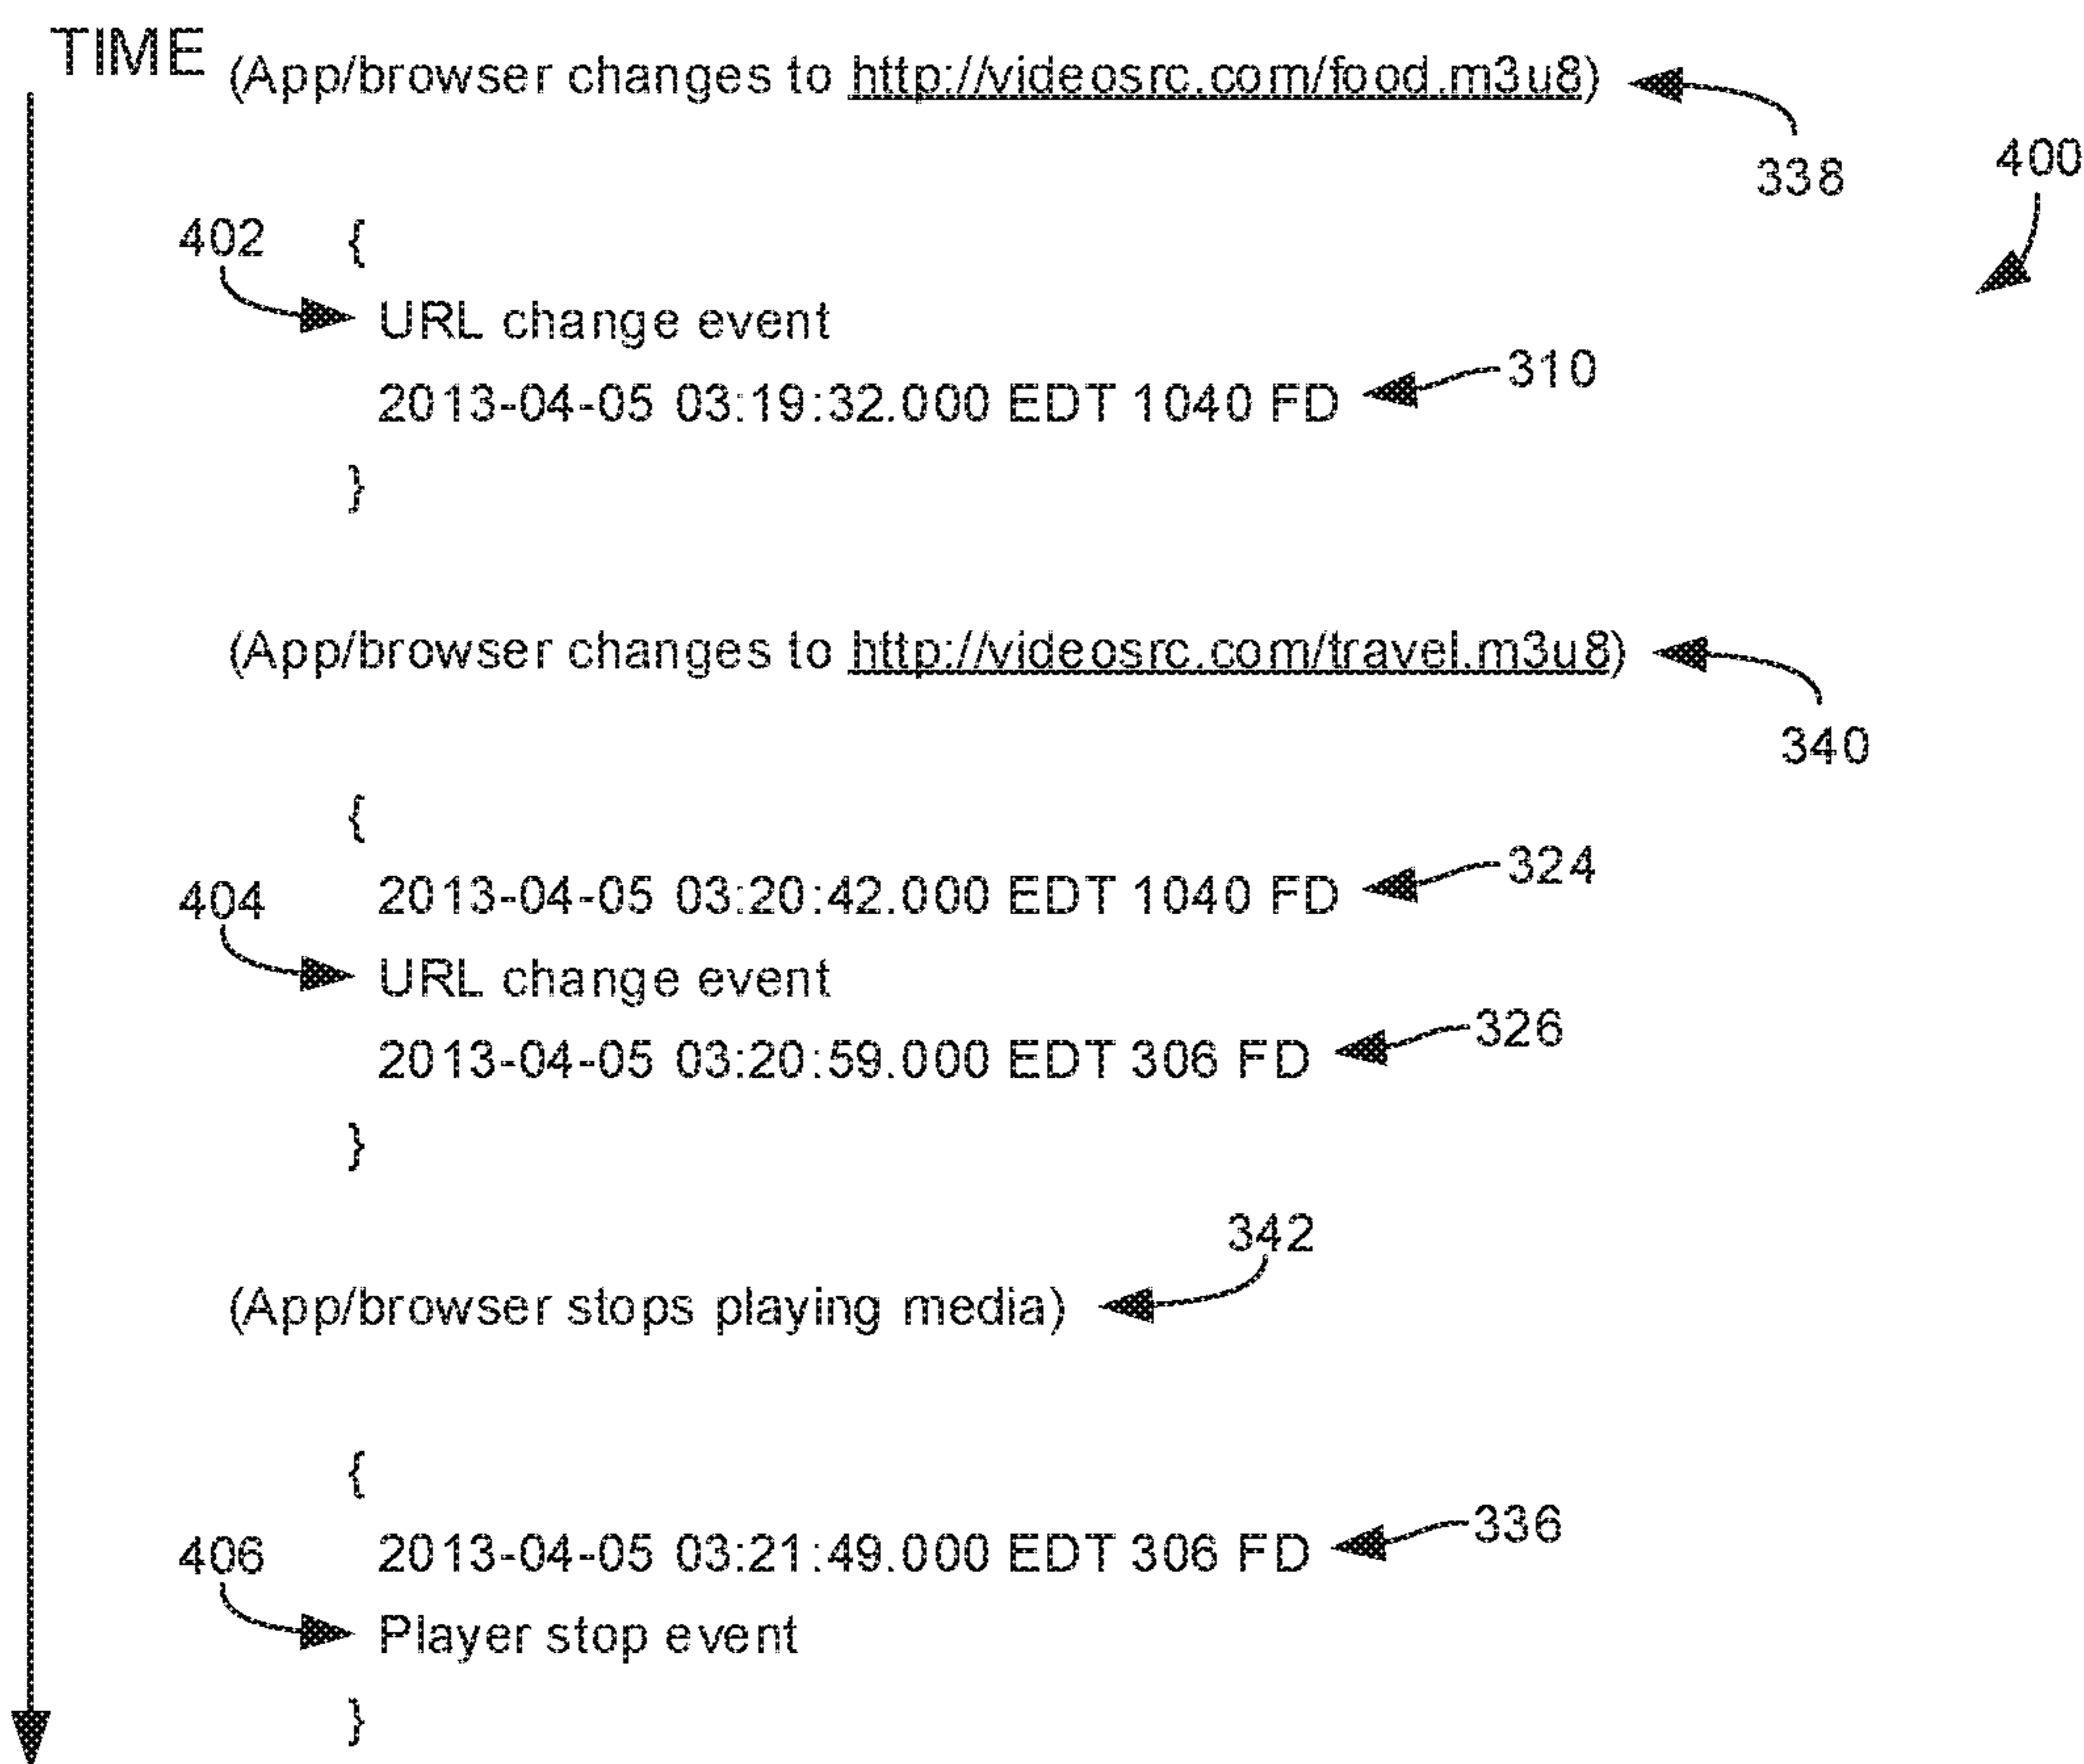 TIME
(App/browser changes to http://videosrc.com/food.m3u8)
338
400
402
{
URL change event
310
2013-04-05 03:19:32.000 EDT 1040 FD
}
(App/browser changes to http://videosrc.com/travel.m3u8)
340
{
324
404
2013-04-05 03:20:42.000 EDT 1040 FD
URL change event
326
2013-04-05 03:20:59.000 EDT 306 FD
}
342
(App/browser stops playing media)
{
336
406
2013-04-05 03:21:49.000 EDT 306 FD
Player stop event
}